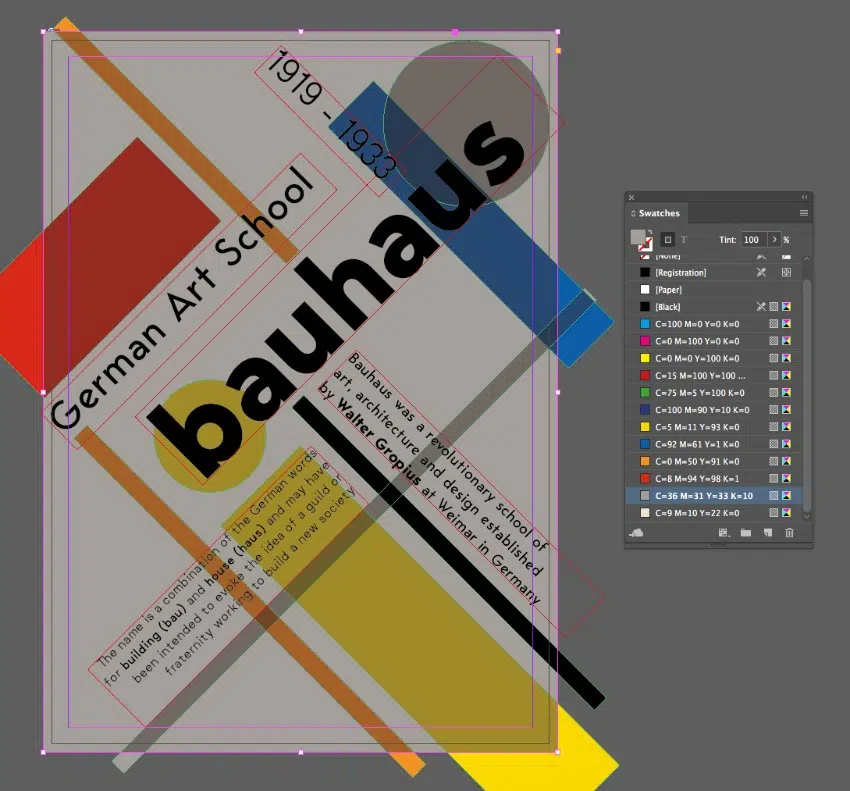 1919 - 1933
German Art School
bauhaus
Bauhaus was a revolutionary school of
art, architecture and design established
by Walter Gropius at Weimar in Germany
The name is a combination of the German words
for building (bau) and house (haus) and may have
been intended to evoke the idea of a guild or
fraternity working to build a new society
Swatches
T Tint: 100 %
[None]
[Registration]
[Paper]
[Black]
C=100 M=0 Y=0 K=0
C=0 M=100 Y=0 K=0
C=0 M=0 Y=100 K=0
C=15 M=100 Y=100 ...
C=75 M=5 Y=100 K=0
C=100 M=90 Y=10 K=0
C=5 M=11 Y=93 K=0
C=92 M=61 Y=1 K=0
C=0 M=50 Y=91 K=0
C=8 M=94 Y=98 K=1
C=36 M=31 Y=33 K=10
C=9 M=10 Y=22 K=0